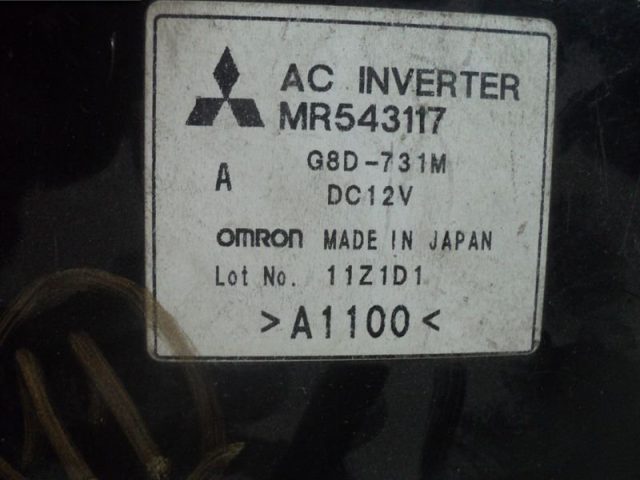 AC INVERTER
MR543117
G8D-731M
A
DC12V
OMRON MADE IN JAPAN
Lot No. 11Z1D1
>A1100<